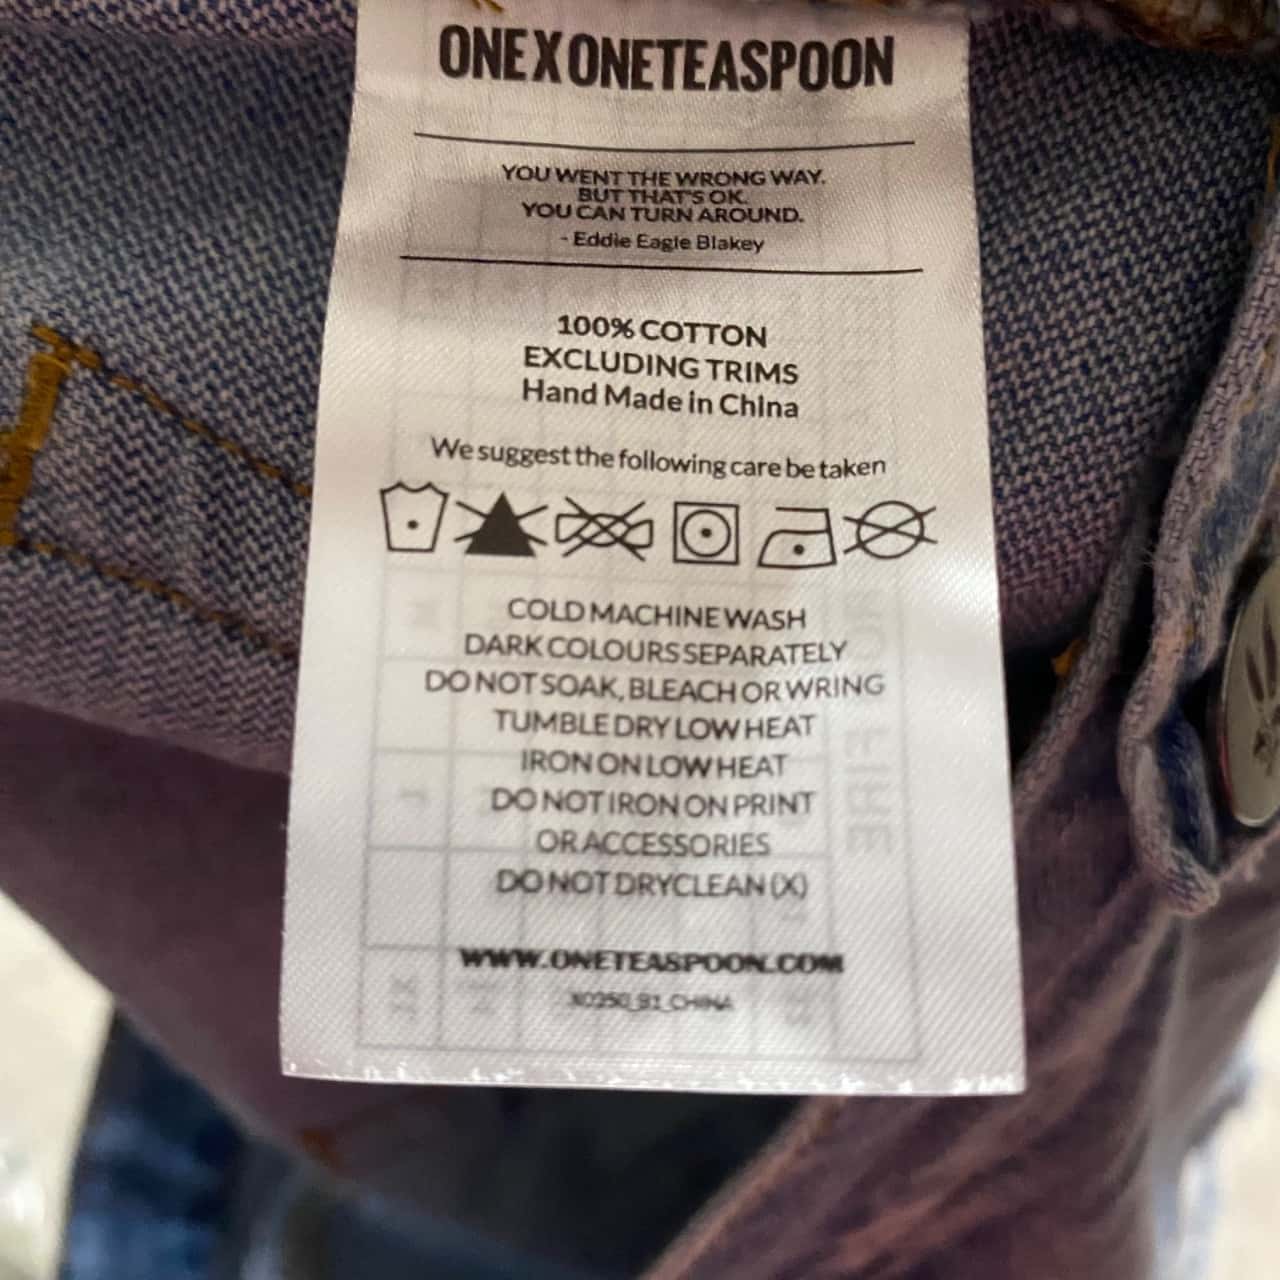 ONE X ONETEASPOON
YOU WENT THE WRONG WAY.
BUT THAT'S OK.
YOU CAN TURN AROUND.
- Eddie Eagle Blakey
100% COTTON
EXCLUDING TRIMS
Hand Made in China
We suggest the following care be taken
COLD MACHINE WASH
DARK COLOURS SEPARATELY
DO NOT SOAK, BLEACH OR WRING
TUMBLE DRY LOW HEAT
IRON ON LOW HEAT
DO NOT IRON ON PRINT
OR ACCESSORIES
DO NOT DRYCLEAN (X)
WWW.ONETEASPOON.COM